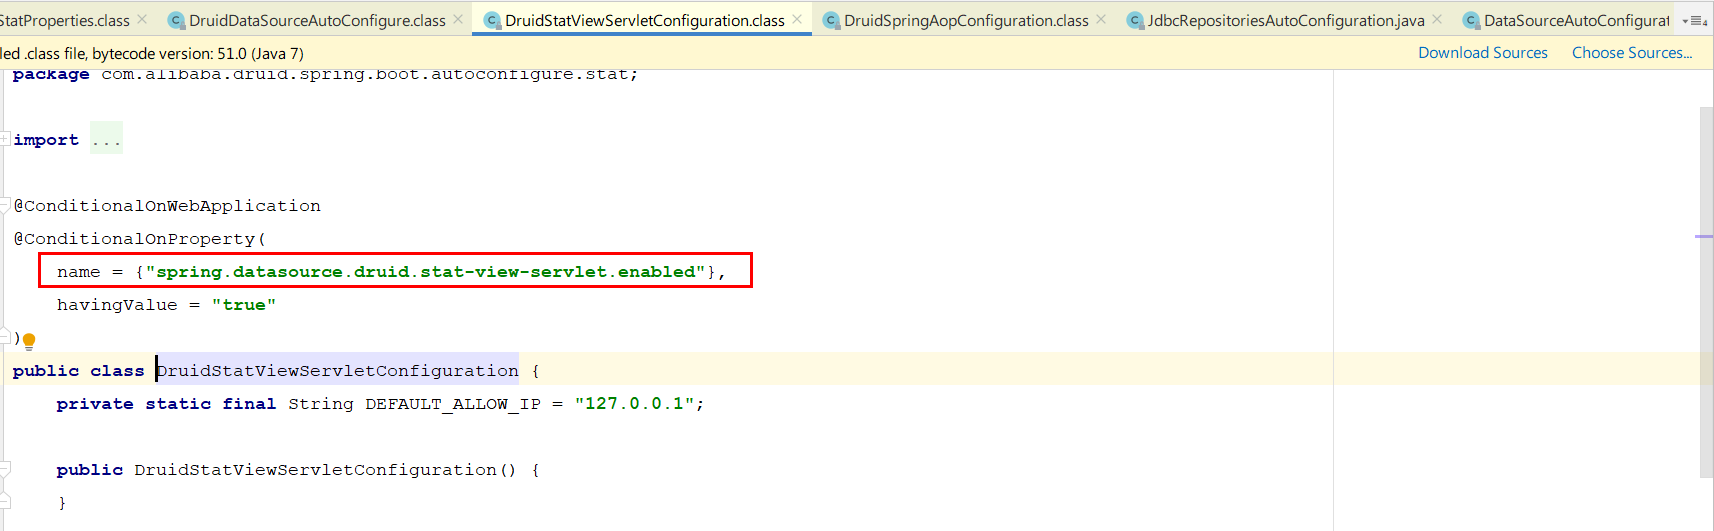 StatProperties.class DruidDataSourceAutoConfigure.class DruidStatViewServletConfiguration.class DruidSpringAopConfiguration.class JdbcRepositoriesAutoConfiguration.java DataSourceAutoConfigurat 4
led .class file, bytecode version: 51.0 (Java 7) Download Sources Choose Sources...
package com.alibaba.druid.spring.boot.autoconfigure.stat;
import ...
@ConditionalOnWebApplication
@ConditionalOnProperty(
name = {"spring.datasource.druid.stat-view-servlet.enabled"},
havingValue = "true"
)
public class DruidStatViewServletConfiguration {
private static final String DEFAULT_ALLOW_IP = "127.0.0.1";
public DruidStatViewServletConfiguration() {
}